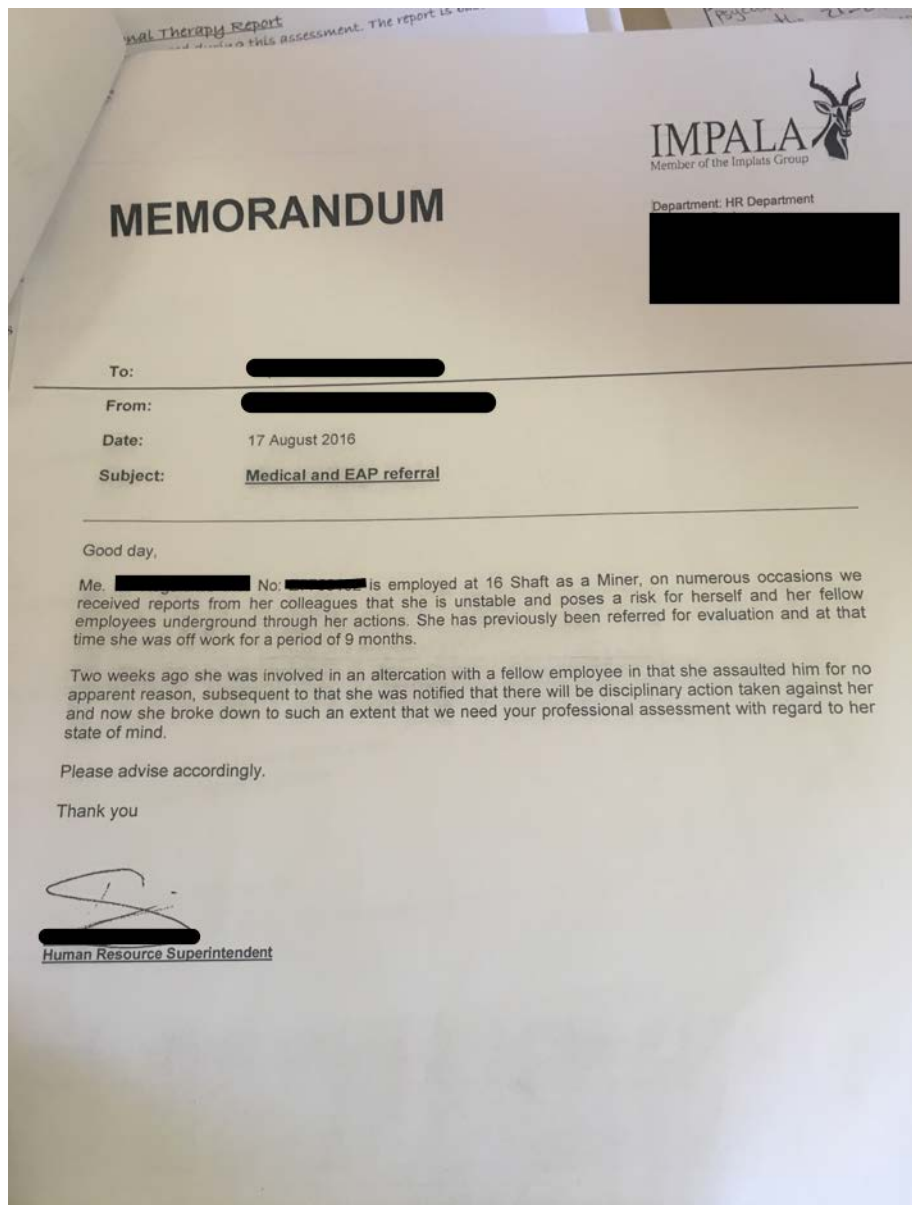 nal Therapy Report
during this assessment. The report is
IMPALA
Member of the Implats Group
MEMORANDUM
Department: HR Department
To:
From:
Date: 17 August 2016
Subject: Medical and EAP referral
Good day,
Me. No: is employed at 16 Shaft as a Miner, on numerous occasions we
received reports from her colleagues that she is unstable and poses a risk for herself and her fellow
employees underground through her actions. She has previously been referred for evaluation and at that
time she was off work for a period of 9 months.
Two weeks ago she was involved in an altercation with a fellow employee in that she assaulted him for no
apparent reason, subsequent to that she was notified that there will be disciplinary action taken against her
and now she broke down to such an extent that we need your professional assessment with regard to her
state of mind.
Please advise accordingly.
Thank you
Human Resource Superintendent